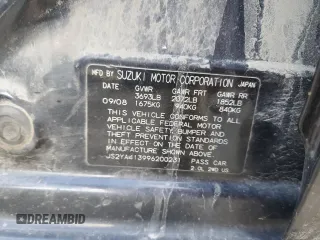 MFD BY SUZUKI MOTOR CORPORATION JAPAN
DATE GVWR GAWR FRT GAWR RR
3693LB 2072LB 1852LB
09/08 1675KG 940KG 840KG
THIS VEHICLE CONFORMS TO ALL
APPLICABLE FEDERAL MOTOR
VEHICLE SAFETY, BUMPER AND
THEFT PREVENTION STANDARDS
IN EFFECT ON THE DATE OF
MANUFACTURE SHOWN ABOVE.
JS2YA413996200231 PASS CAR
2.0L 2WD US
DREAMBID